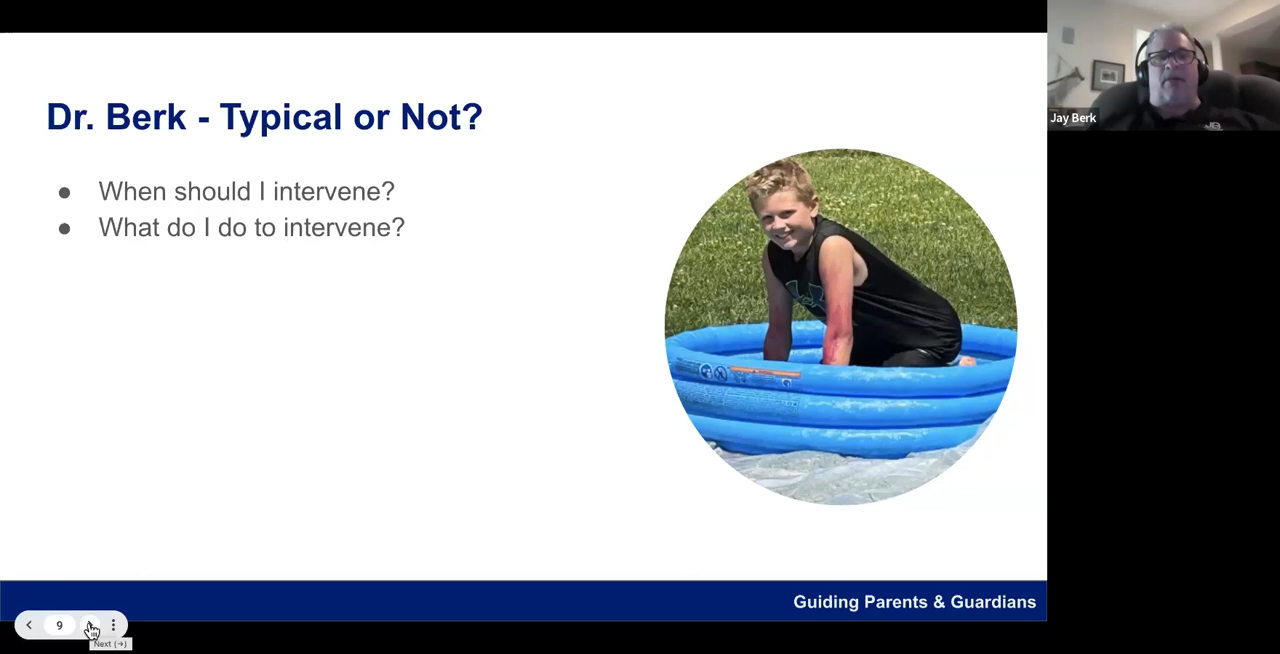 Dr. Berk - Typical or Not?
● When should I intervene?
● What do I do to intervene?
Jay Berk
Guiding Parents & Guardians
9
Next (→)